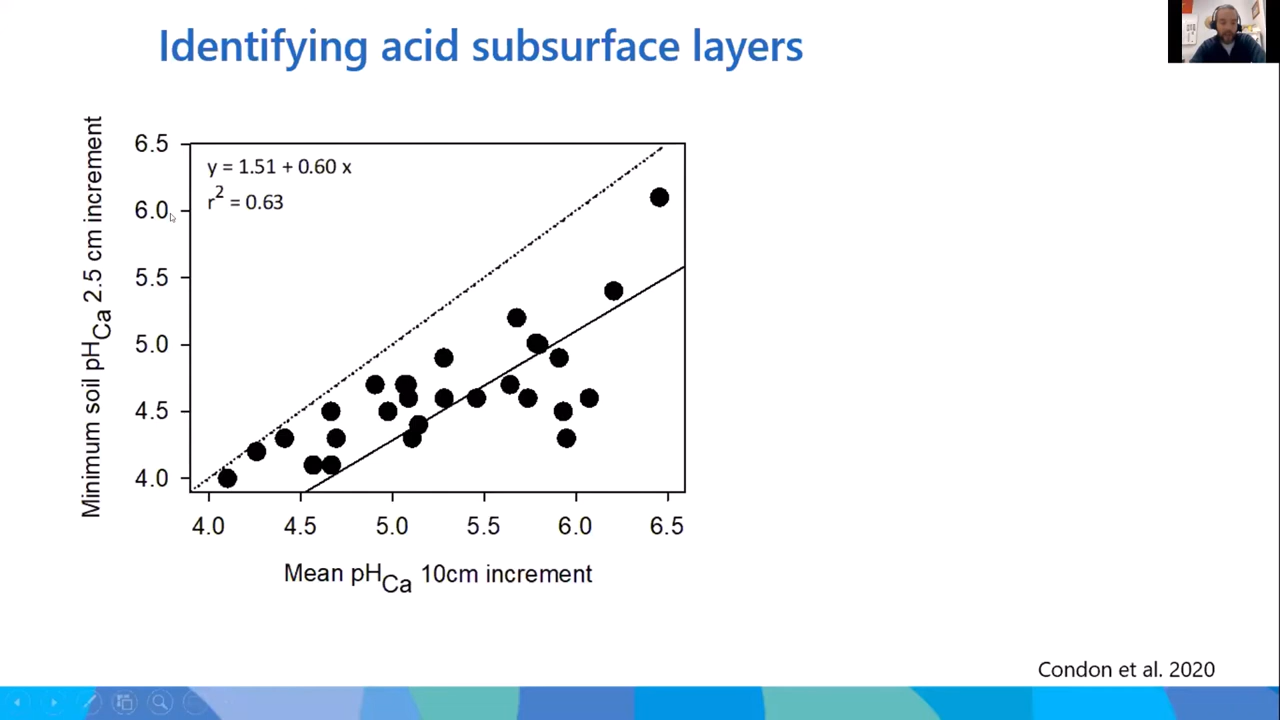 Identifying acid subsurface layers
Minimum soil pHCa 2.5 cm increment
6.5
6.0
5.5
5.0
4.5
4.0
y = 1.51 + 0.60 x
r2 = 0.63
4.0 4.5 5.0 5.5 6.0 6.5
Mean pHCa 10cm increment
Condon et al. 2020